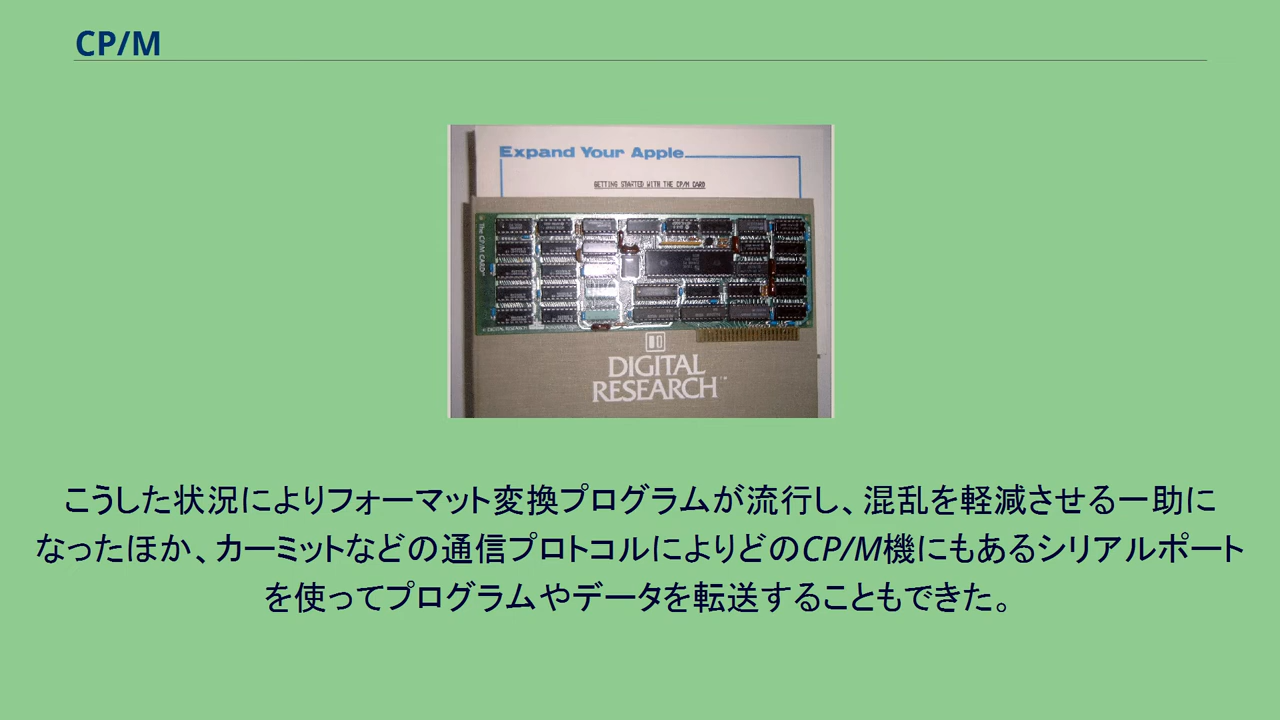 CP/M
Expand Your Apple
GETTING STARTED WITH THE CP/M CARD
The CP/M CARD
DIGITAL RESEARCH
DIGITAL
RESEARCH™
こうした状況によりフォーマット変換プログラムが流行し、混乱を軽減させる一助に
なったほか、カーミットなどの通信プロトコルによりどのCP/M機にもあるシリアルポート
を使ってプログラムやデータを転送することもできた。